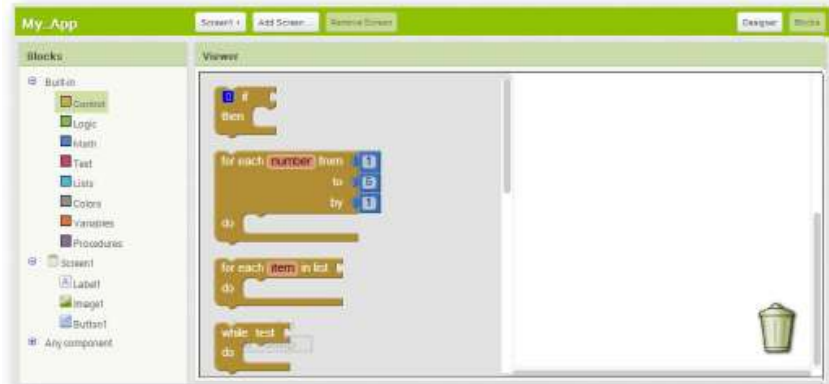 My_App
Screen1 Add Screen ... Remove Screen
Designer Blocks
Blocks
Viewer
Built-in
Control
Logic
Math
Text
Lists
Colors
Variables
Procedures
Screen1
Label1
Image1
Button1
Any component
if
then
for each number from 1
to 5
by 1
do
for each item in list
do
while test
do